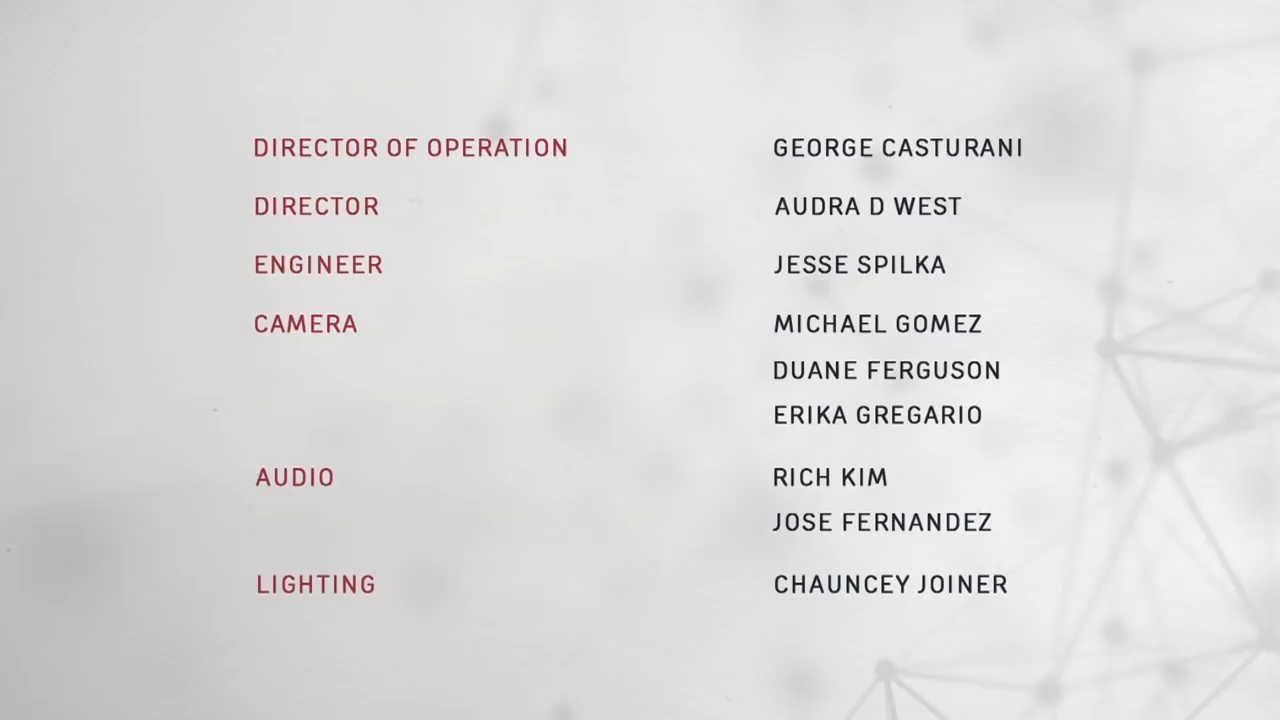 DIRECTOR OF OPERATION GEORGE CASTURANI
DIRECTOR AUDRA D WEST
ENGINEER JESSE SPILKA
CAMERA MICHAEL GOMEZ
DUANE FERGUSON
ERIKA GREGARIO
AUDIO RICH KIM
JOSE FERNANDEZ
LIGHTING CHAUNCEY JOINER